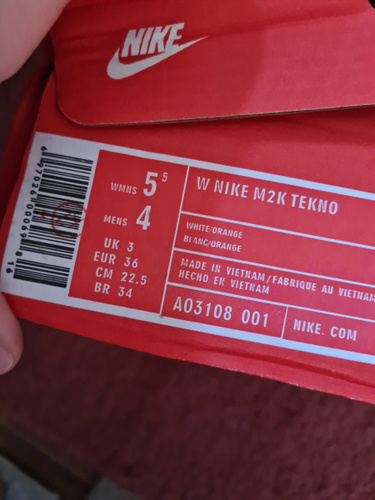 NIKE
WMNS 5 5
MENS 4
UK 3
EUR 36
CM 22.5
BR 34
W NIKE M2K TEKNO
WHITE/ORANGE
BLANC/ORANGE
MADE IN VIETNAM/FABRIQUE AU VIETNAM
HECHO EN VIETNAM
AO3108 001
NIKE.COM